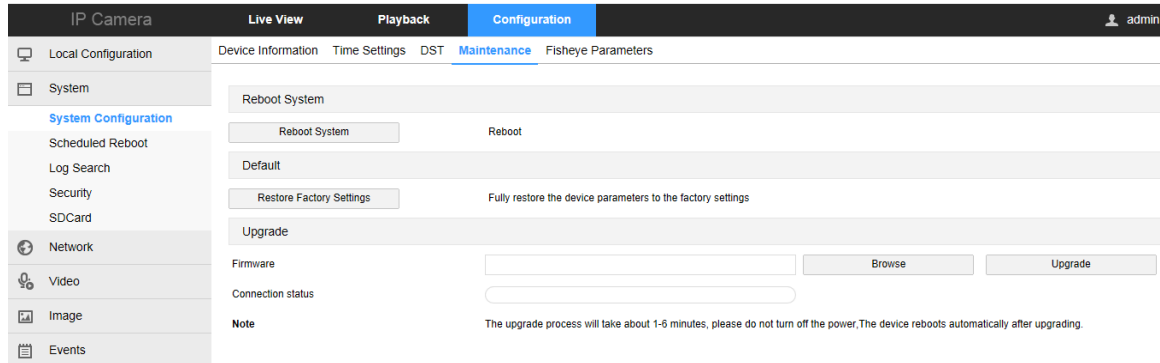 IP Camera Live View Playback Configuration admin
Local Configuration
Device Information Time Settings DST Maintenance Fisheye Parameters
System
Reboot System
System Configuration
Reboot System Reboot
Scheduled Reboot
Default
Log Search
Security
Restore Factory Settings Fully restore the device parameters to the factory settings
SDCard
Upgrade
Network
Firmware Browse Upgrade
Video
Connection status
Image
Note The upgrade process will take about 1-6 minutes, please do not turn off the power,The device reboots automatically after upgrading.
Events